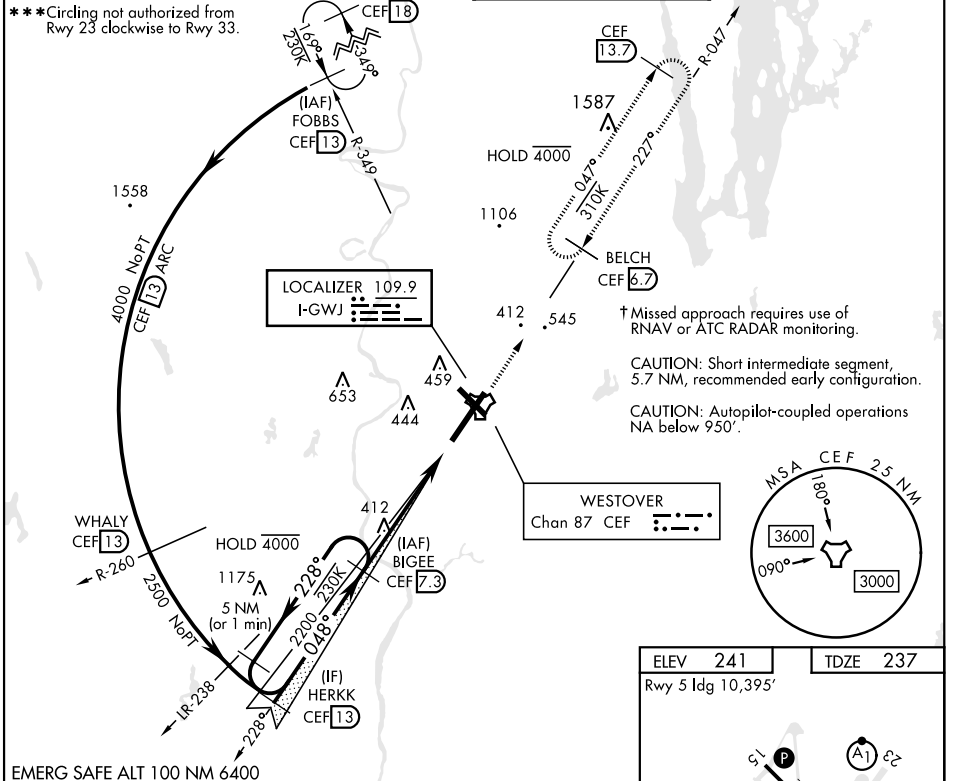 ***Circling not authorized from
Rwy 23 clockwise to Rwy 33.
CEF 18
169°
230K
349°
(IAF)
FOBBS
CEF 13
R-349
CEF
13.7
R-047
1587
HOLD 4000
047°
310K
227°
1558
1106
4000 NoPT
CEF 13 ARC
BELCH
CEF 6.7
LOCALIZER 109.9
I-GWJ
412
545
†Missed approach requires use of
RNAV or ATC RADAR monitoring.
CAUTION: Short intermediate segment,
5.7 NM, recommended early configuration.
CAUTION: Autopilot-coupled operations
NA below 950’.
653
459
444
WESTOVER
Chan 87 CEF
MSA CEF 25 NM
180°
3600
090°
3000
WHALY
CEF 13
R-260
2500 NoPT
HOLD 4000
412
(IAF)
BIGEE
CEF 7.3
1175
5 NM
(or 1 min)
228°
230K
2200
048°
LR-238
228°
(IF)
HERKK
CEF 13
ELEV 241
TDZE 237
Rwy 5 ldg 10,395’
15
P
A1
23
EMERG SAFE ALT 100 NM 6400